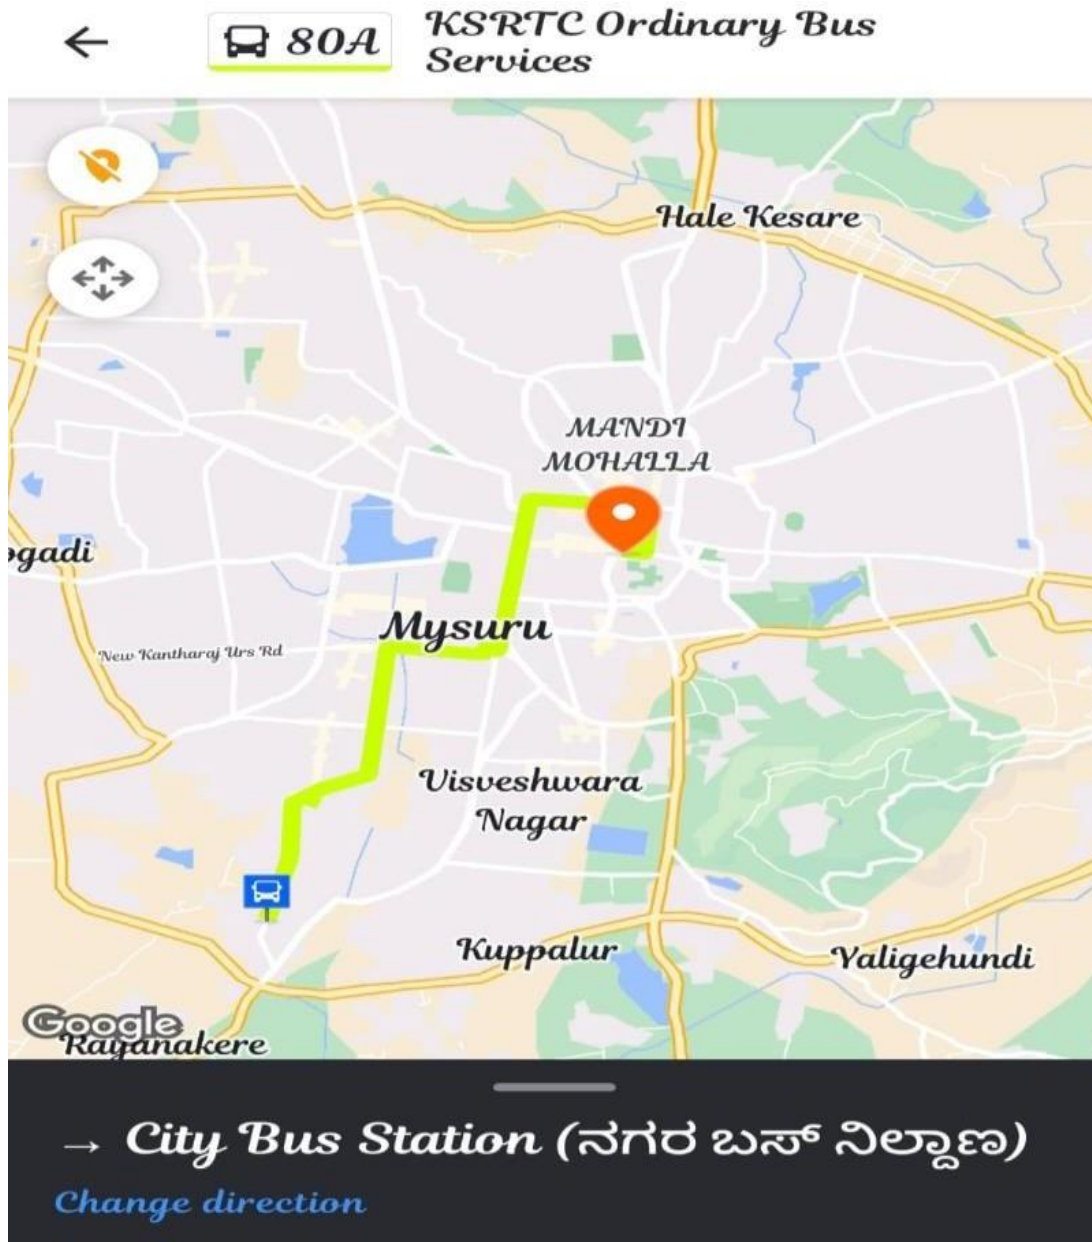 80A
KSRTC Ordinary Bus
Services
Hale Kesare
MANDI
MOHALLA
ogadi
Mysuru
New Kantharaj Urs Rd
Visveshwara
Nagar
Kuppalur
Yaligehundi
Google
Rayanakere
→ City Bus Station (ನಗರ ಬಸ್ ನಿಲ್ದಾಣ)
Change direction